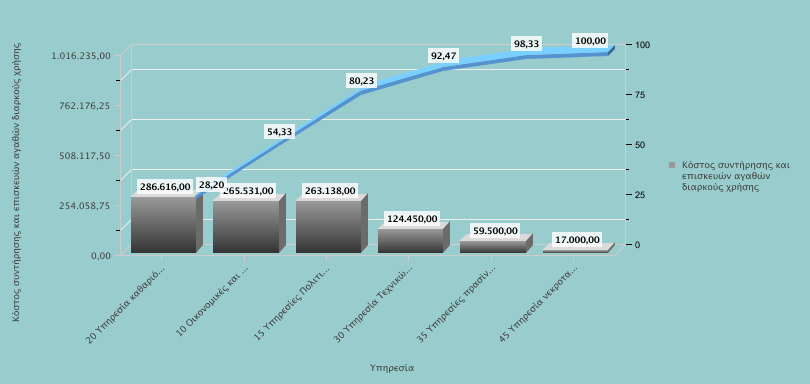 Κόστος συντήρησης και επισκευών αγαθών διαρκούς χρήσης
1.016.235,00
762.176,25
508.117,50
254.058,75
0,00
100
75
50
25
0
28,20
54,33
80,23
92,47
98,33
100,00
286.616,00
265.531,00
263.138,00
124.450,00
59.500,00
17.000,00
20 Υπηρεσία καθαριό...
10 Οικονομικές και ...
15 Υπηρεσίες Πολιτι...
30 Υπηρεσία Τεχνικώ...
35 Υπηρεσίες πρασίν...
45 Υπηρεσία νεκροτα...
Υπηρεσία
Κόστος συντήρησης και
επισκευών αγαθών
διαρκούς χρήσης